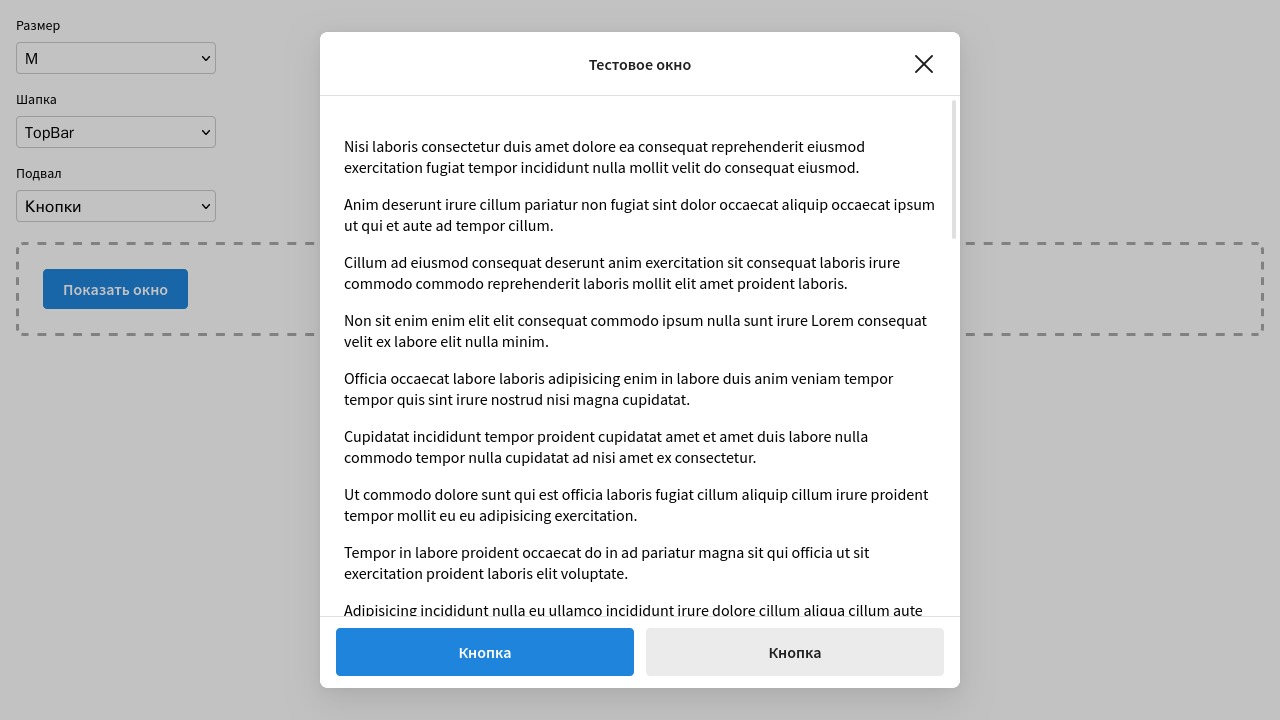 Размер
M
Шапка
TopBar
Подвал
Кнопки
Показать окно
Тестовое окно
Nisi laboris consectetur duis amet dolore ea consequat reprehenderit eiusmod
exercitation fugiat tempor incididunt nulla mollit velit do consequat eiusmod.
Anim deserunt irure cillum pariatur non fugiat sint dolor occaecat aliquip occaecat ipsum
ut qui et aute ad tempor cillum.
Cillum ad eiusmod consequat deserunt anim exercitation sit consequat laboris irure
commodo commodo reprehenderit laboris mollit elit amet proident laboris.
Non sit enim enim elit elit consequat commodo ipsum nulla sunt irure Lorem consequat
velit ex labore elit nulla minim.
Officia occaecat labore laboris adipisicing enim in labore duis anim veniam tempor
tempor quis sint irure nostrud nisi magna cupidatat.
Cupidatat incididunt tempor proident cupidatat amet et amet duis labore nulla
commodo tempor nulla cupidatat ad nisi amet ex consectetur.
Ut commodo dolore sunt qui est officia laboris fugiat cillum aliquip cillum irure proident
tempor mollit eu eu adipisicing exercitation.
Tempor in labore proident occaecat do in ad pariatur magna sit qui officia ut sit
exercitation proident laboris elit voluptate.
Adipisicing incididunt nulla eu ullamco incididunt irure dolore cillum aliqua cillum aute
Кнопка
Кнопка